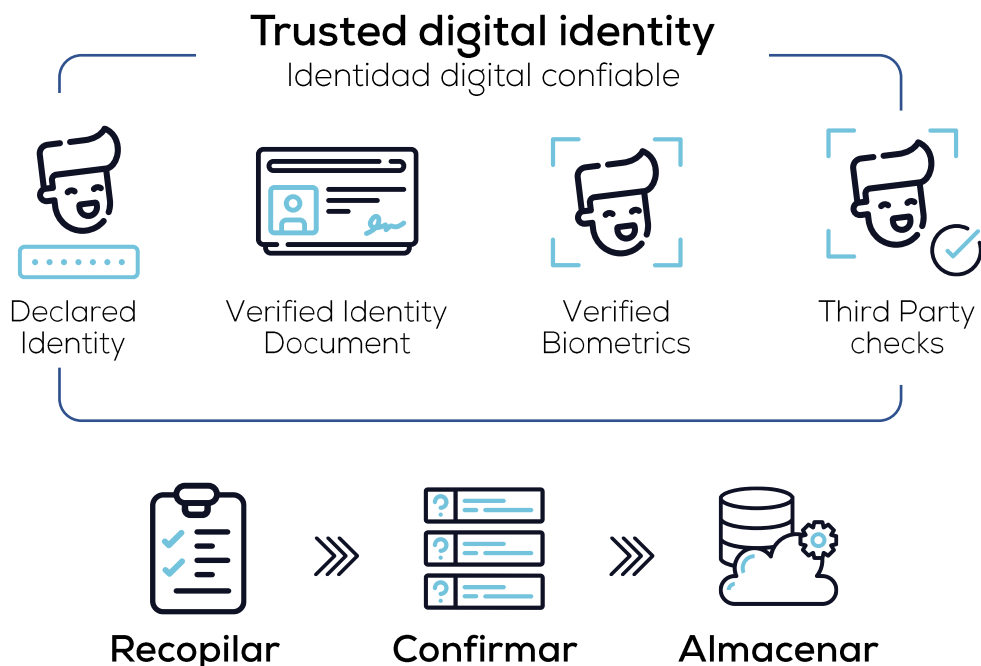 Trusted digital identity
Identidad digital confiable
Declared
Identity
Verified Identity
Document
Verified
Biometrics
Third Party
checks
Recopilar
Confirmar
Almacenar